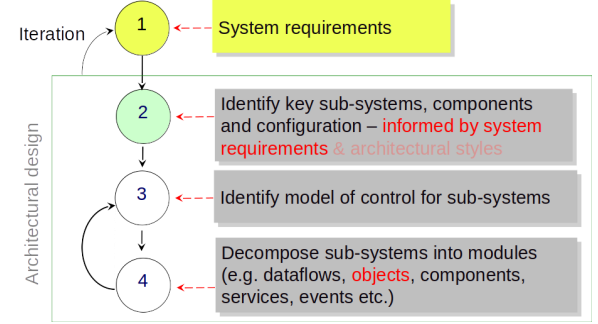 Iteration
1
System requirements
Architectural design
2
Identify key sub-systems, components
and configuration – informed by system
requirements & architectural styles
3
Identify model of control for sub-systems
4
Decompose sub-systems into modules
(e.g. dataflows, objects, components,
services, events etc.)